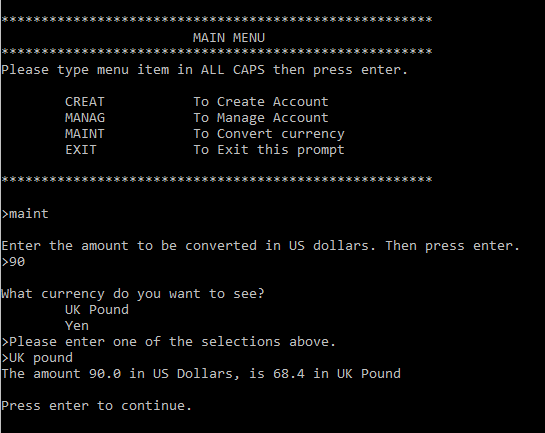 ******************************************************
MAIN MENU
******************************************************
Please type menu item in ALL CAPS then press enter.
CREAT To Create Account
MANAG To Manage Account
MAINT To Convert currency
EXIT To Exit this prompt
******************************************************
>maint
Enter the amount to be converted in US dollars. Then press enter.
>90
What currency do you want to see?
UK Pound
Yen
>Please enter one of the selections above.
>UK pound
The amount 90.0 in US Dollars, is 68.4 in UK Pound
Press enter to continue.